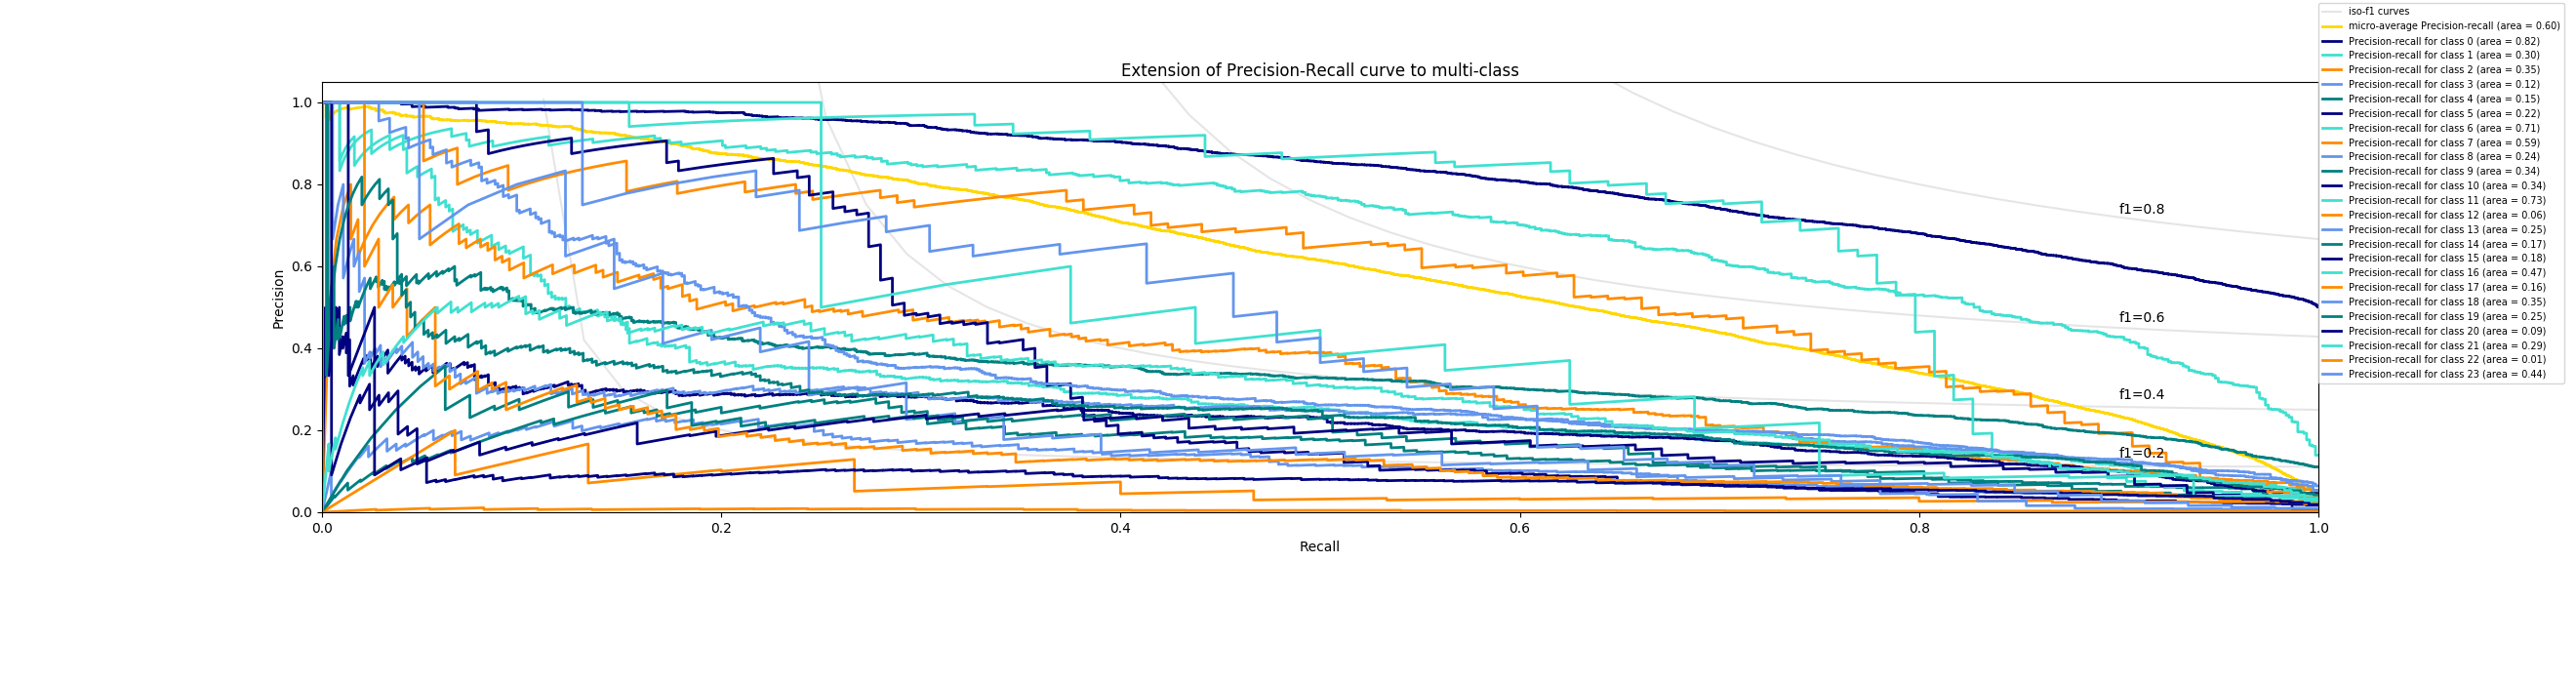 iso-f1 curves
micro-average Precision-recall (area = 0.60)
Precision-recall for class 0 (area = 0.82)
Precision-recall for class 1 (area = 0.30)
Precision-recall for class 2 (area = 0.35)
Precision-recall for class 3 (area = 0.12)
Precision-recall for class 4 (area = 0.15)
Precision-recall for class 5 (area = 0.22)
Precision-recall for class 6 (area = 0.71)
Precision-recall for class 7 (area = 0.59)
Precision-recall for class 8 (area = 0.24)
Precision-recall for class 9 (area = 0.34)
Precision-recall for class 10 (area = 0.34)
Precision-recall for class 11 (area = 0.73)
Precision-recall for class 12 (area = 0.06)
Precision-recall for class 13 (area = 0.25)
Precision-recall for class 14 (area = 0.17)
Precision-recall for class 15 (area = 0.18)
Precision-recall for class 16 (area = 0.47)
Precision-recall for class 17 (area = 0.16)
Precision-recall for class 18 (area = 0.35)
Precision-recall for class 19 (area = 0.25)
Precision-recall for class 20 (area = 0.09)
Precision-recall for class 21 (area = 0.29)
Precision-recall for class 22 (area = 0.01)
Precision-recall for class 23 (area = 0.44)
Extension of Precision-Recall curve to multi-class
Precision
1.0
0.8
0.6
0.4
0.2
0.0
f1=0.8
f1=0.6
f1=0.4
f1=0.2
0.0 0.2 0.4 0.6 0.8 1.0
Recall